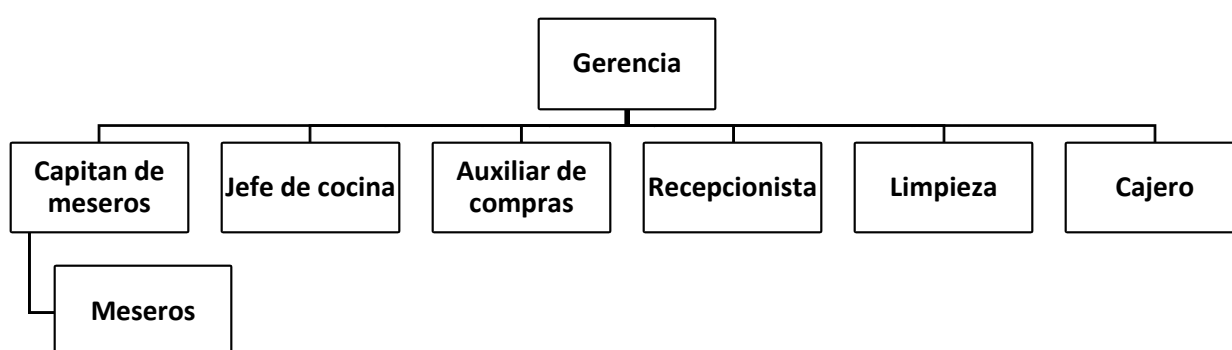 Gerencia
Capitan de
meseros
Jefe de cocina
Auxiliar de
compras
Recepcionista
Limpieza
Cajero
Meseros